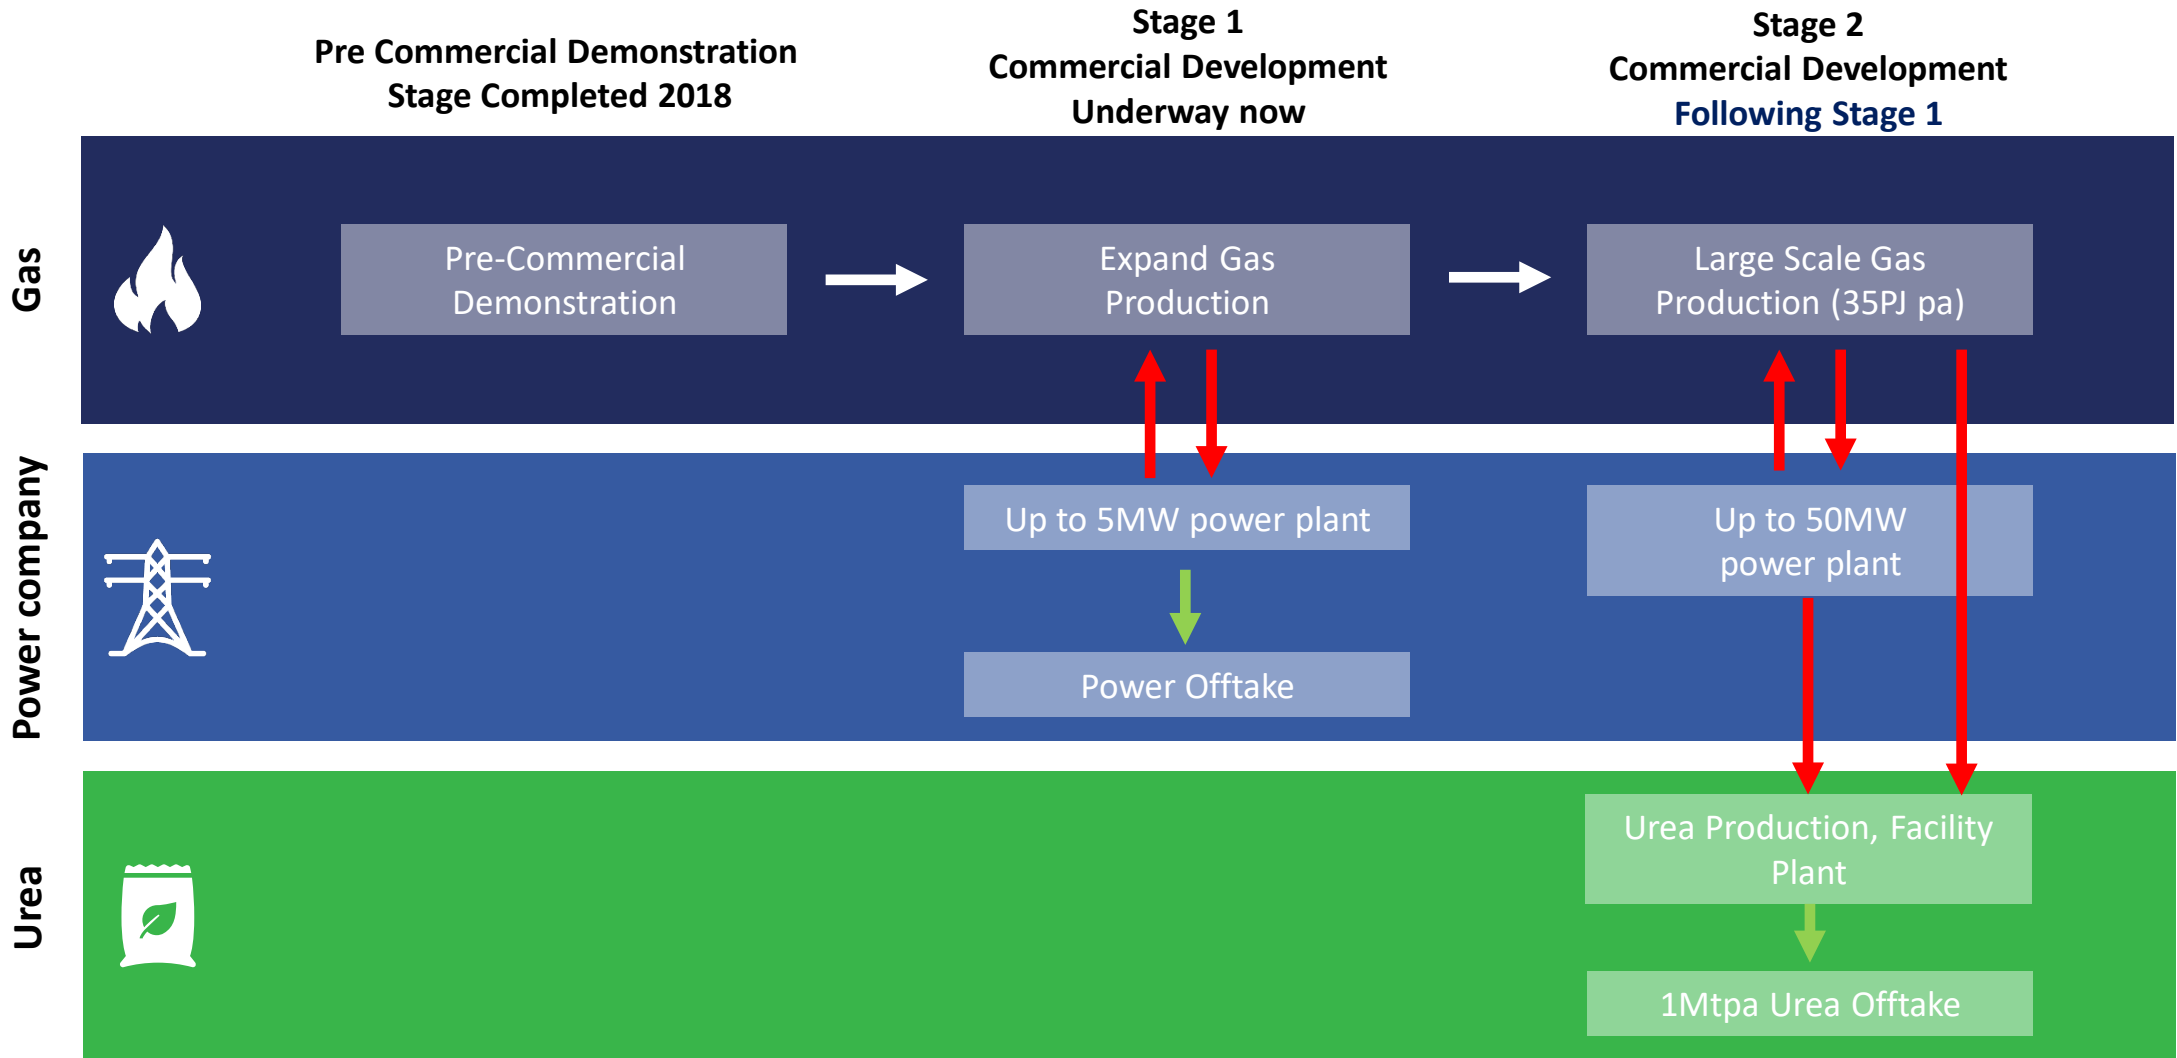 Pre Commercial Demonstration
Stage Completed 2018
Stage 1
Commercial Development
Underway now
Stage 2
Commercial Development
Following Stage 1
Gas
Pre-Commercial
Demonstration
Expand Gas
Production
Large Scale Gas
Production (35PJ pa)
Power company
Up to 5MW power plant
Up to 50MW
power plant
Power Offtake
Urea
Urea Production, Facility
Plant
1Mtpa Urea Offtake